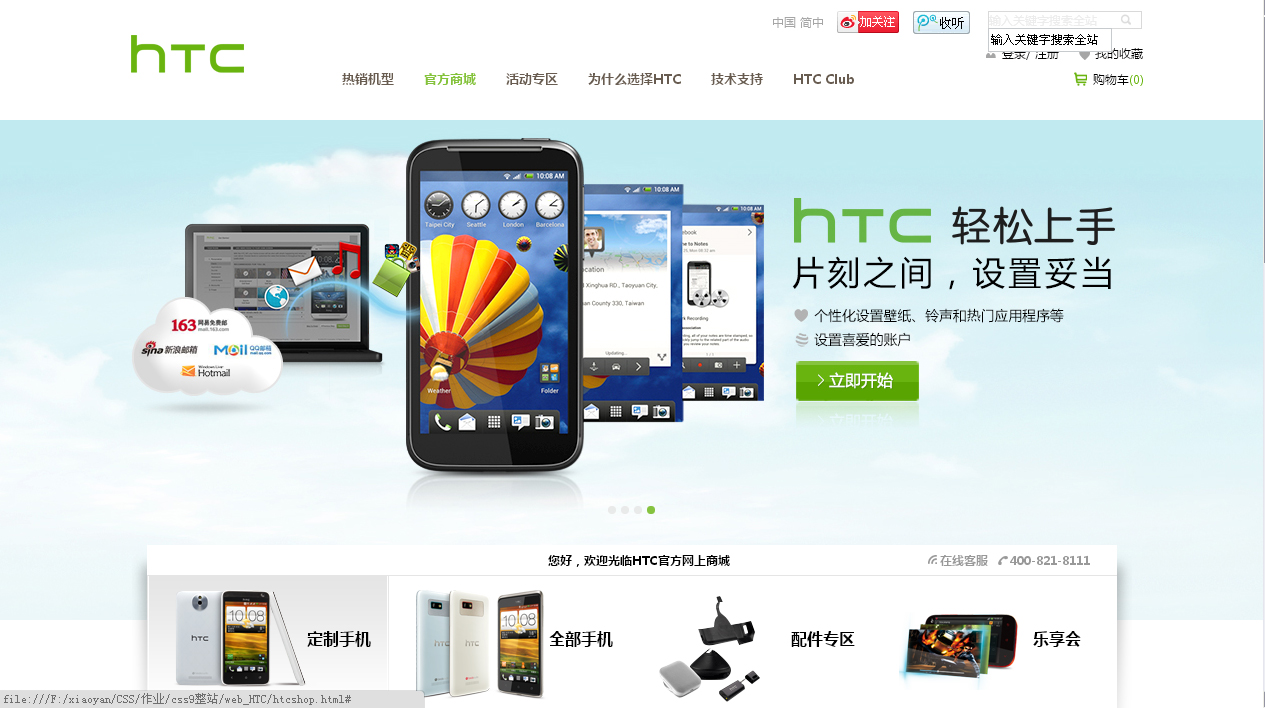 中国 简中
加关注
收听
输入关键字搜索全站
输入关键字搜索全站
登录/ 注册
我的收藏
hTC
热销机型 官方商城 活动专区 为什么选择HTC 技术支持 HTC Club
购物车(0)
10:08 AM
10:08 AM
10:08 AM
Taipei City Seattle London Barcelona
hTC 轻松上手
片刻之间，设置妥当
个性化设置壁纸、铃声和热门应用程序等
设置喜爱的账户
立即开始
163 网易免费邮
mail.163.com
sina 新浪邮箱
Mail QQ邮箱
mail.qq.com
Windows Live
Hotmail
Updating...
Weather
Folder
您好，欢迎光临HTC官方网上商城
在线客服
400-821-8111
定制手机
全部手机
配件专区
乐享会
file:///F:/xiaoyan/CSS/作业/css9整站/web_HTC/htcshop.html#